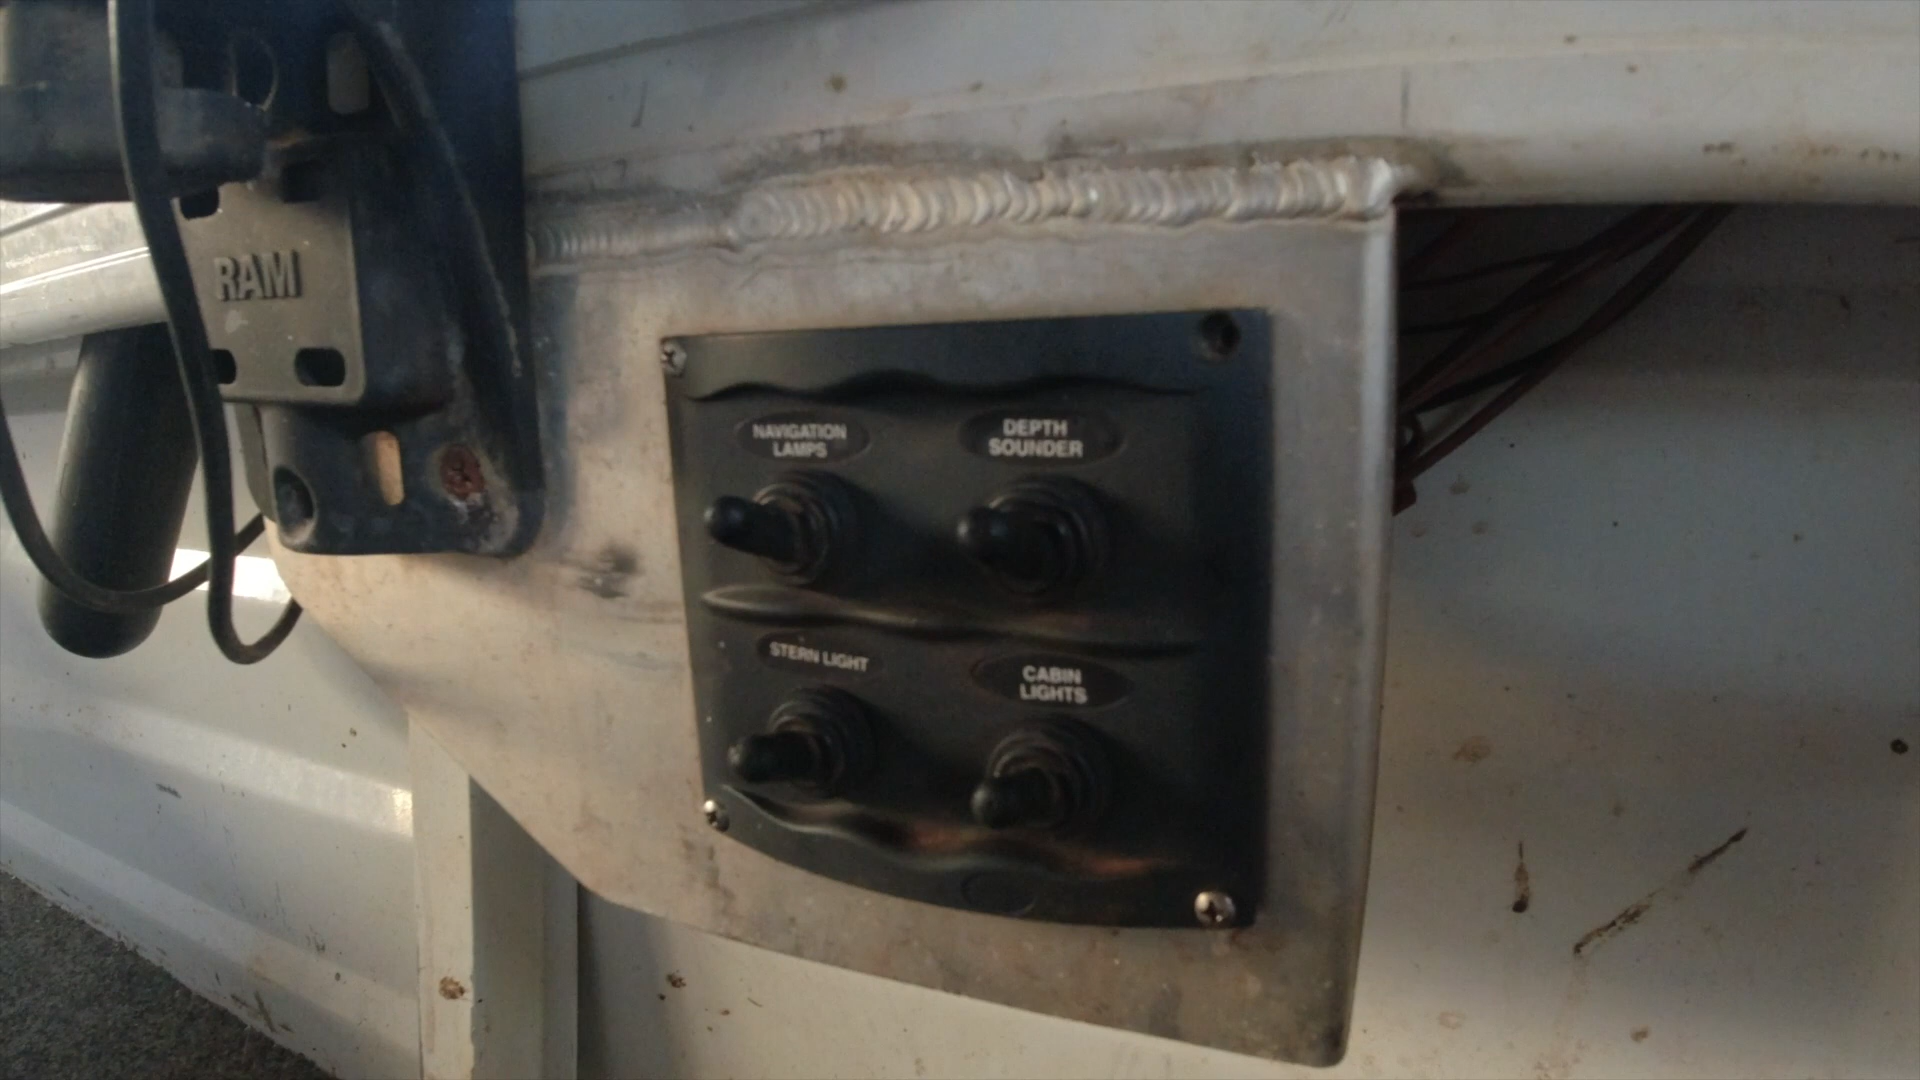 RAM
NAVIGATION
LAMPS
DEPTH
SOUNDER
STERN LIGHT
CABIN
LIGHTS